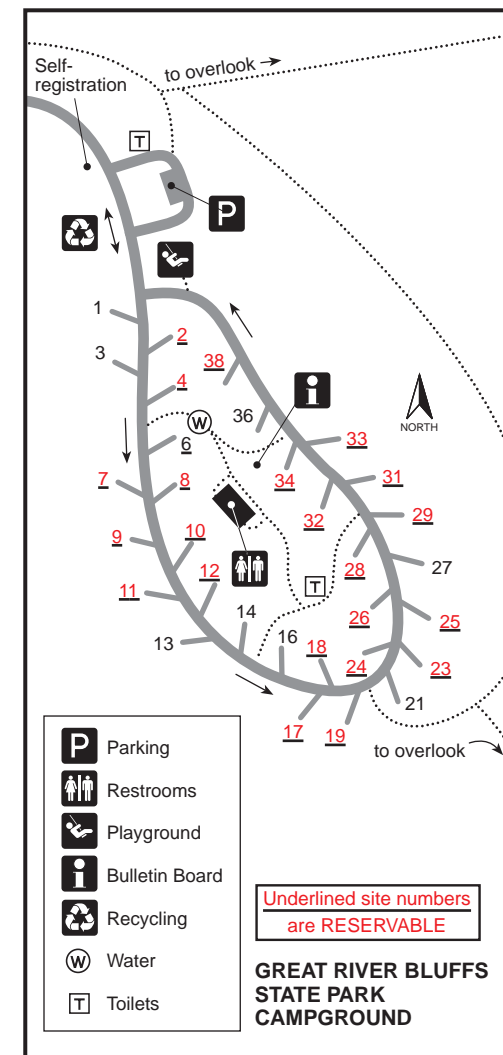 Self-
registration
to overlook
T
P
1
2
3
38
4
36
W
NORTH
6
33
7
8
34
31
32
29
9
10
28
27
12
11
T
26
25
14
13
16
18
24
23
21
17
19
to overlook
P Parking
Restrooms
Playground
i Bulletin Board
Recycling
W Water
T Toilets
Underlined site numbers
are RESERVABLE
GREAT RIVER BLUFFS
STATE PARK
CAMPGROUND